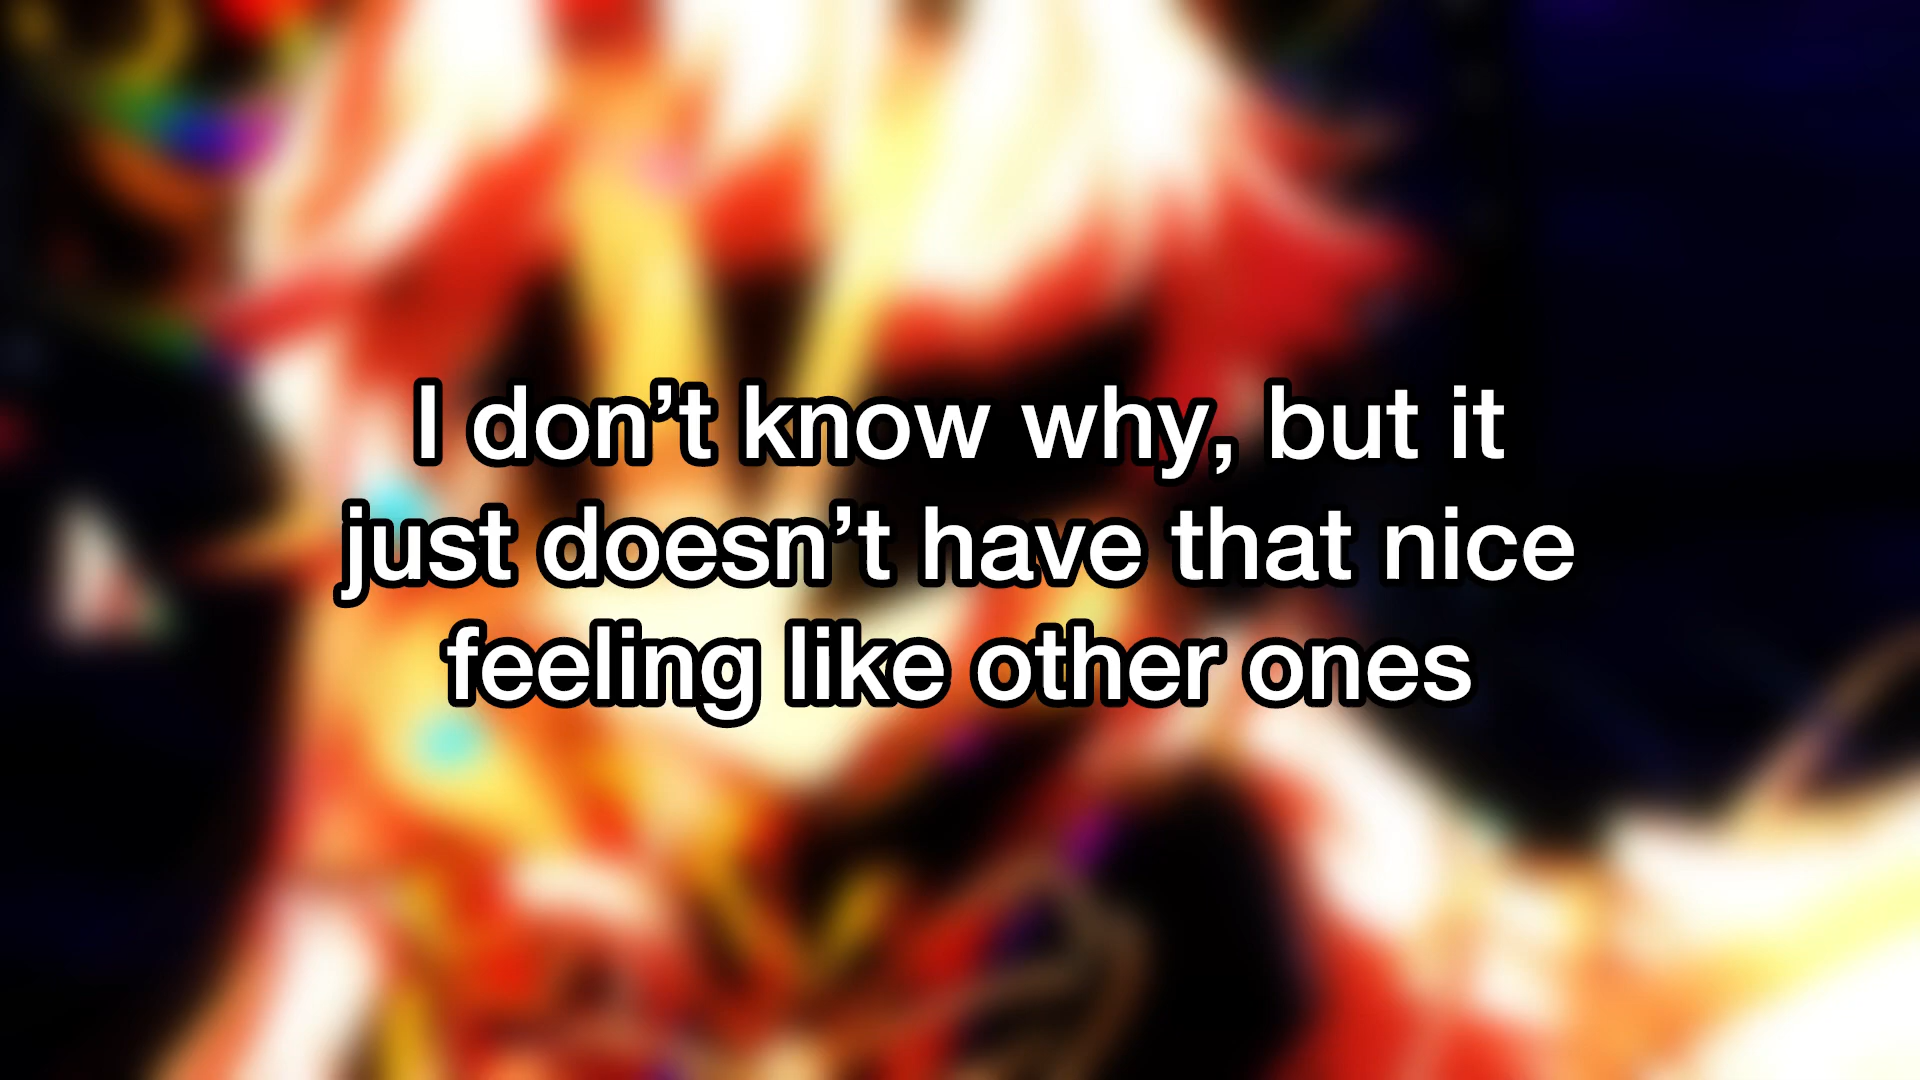 I don’t know why, but it
just doesn’t have that nice
feeling like other ones